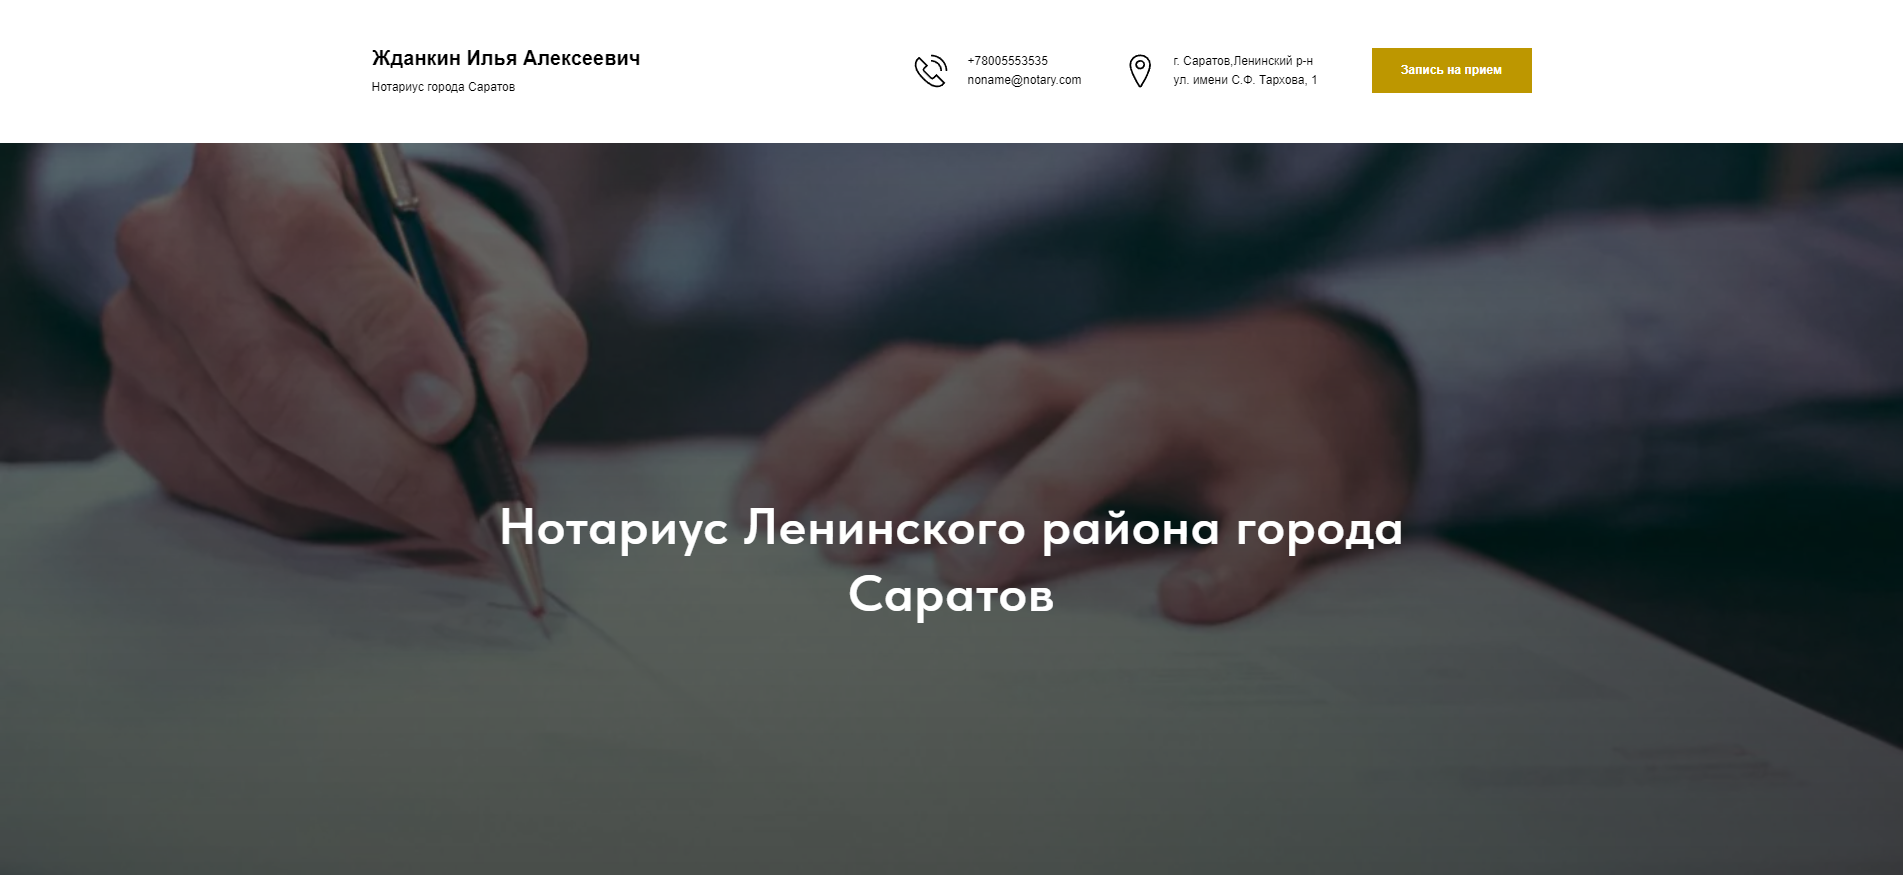 Жданкин Илья Алексеевич
Нотариус города Саратов
+78005553535
noname@notary.com
г. Саратов,Ленинский р-н
ул. имени С.Ф. Тархова, 1
Запись на прием
Нотариус Ленинского района города
Саратов